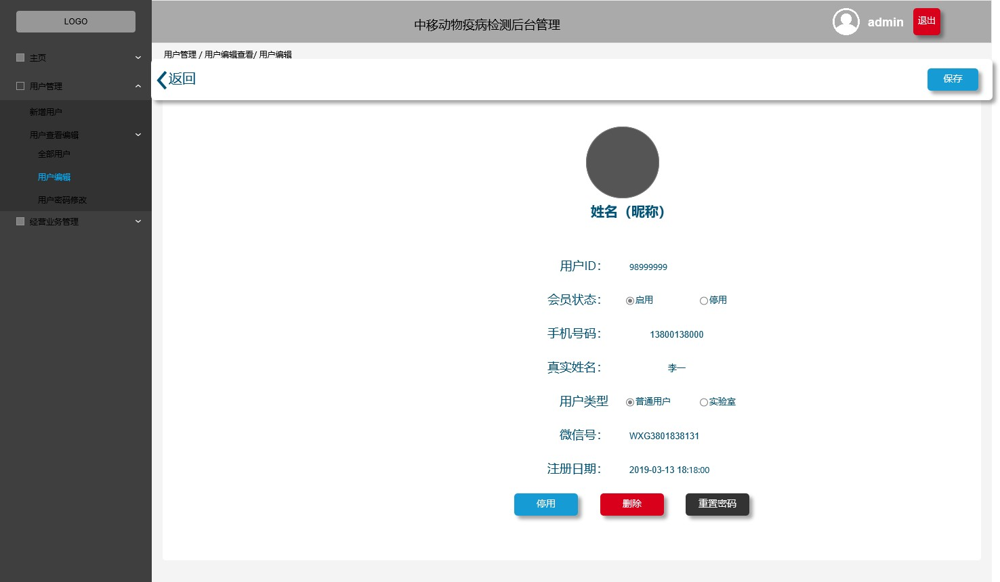 LOGO
中移动物疫病检测后台管理
admin
退出
主页
用户管理
新增用户
用户查看编辑
全部用户
用户编辑
用户密码修改
经营业务管理
用户管理 / 用户编辑查看/ 用户编辑
返回
保存
姓名（昵称）
用户ID： 98999999
会员状态： 启用 停用
手机号码： 13800138000
真实姓名： 李一
用户类型 普通用户 实验室
微信号： WXG3801838131
注册日期： 2019-03-13 18:18:00
停用 删除 重置密码